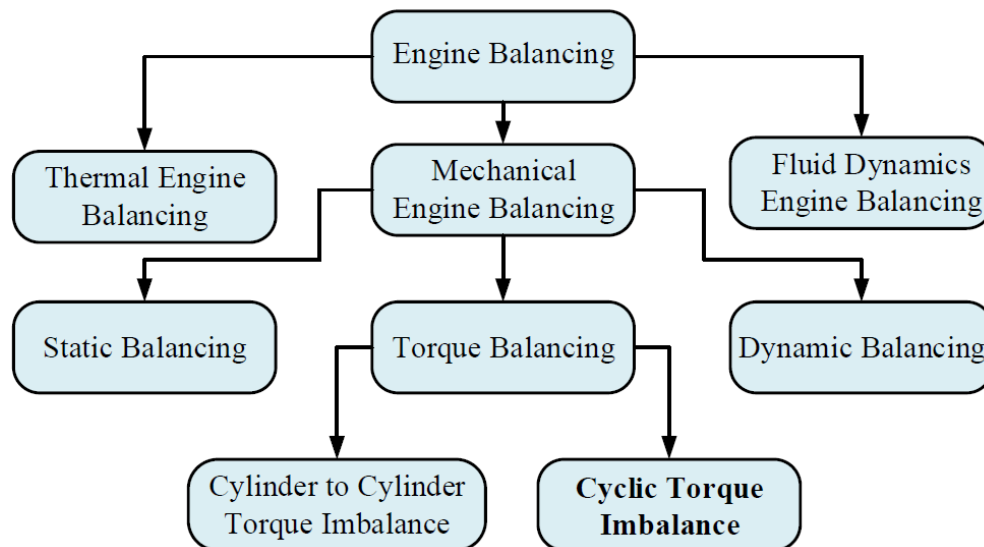 Engine Balancing
Thermal Engine
Balancing
Mechanical
Engine Balancing
Fluid Dynamics
Engine Balancing
Static Balancing
Torque Balancing
Dynamic Balancing
Cylinder to Cylinder
Torque Imbalance
Cyclic Torque
Imbalance